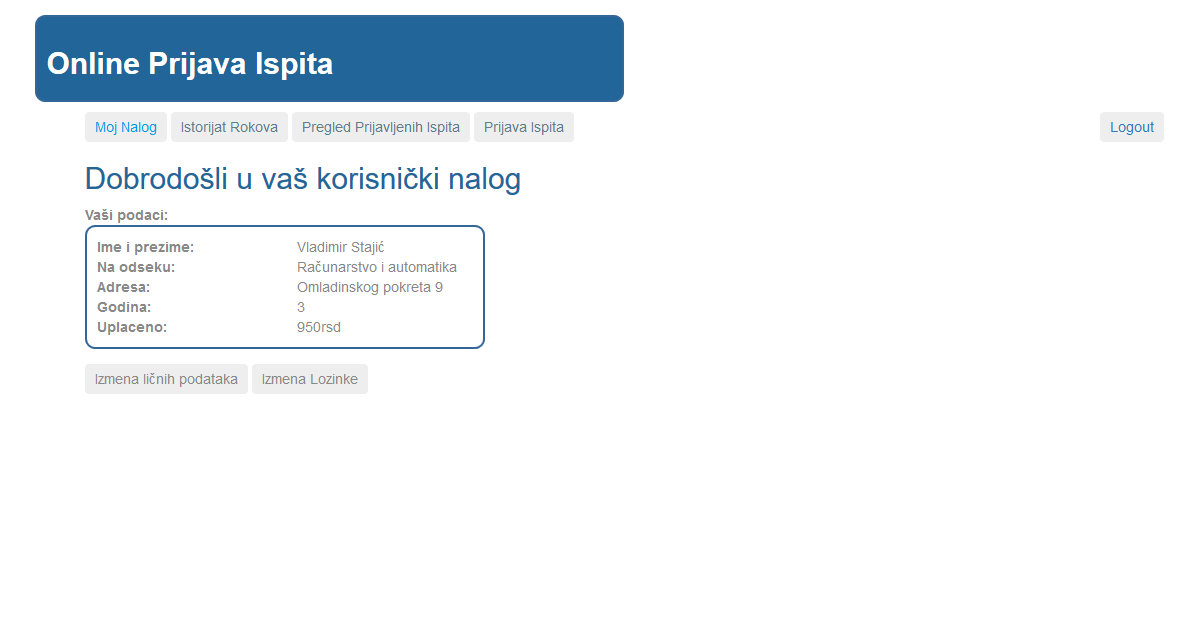 Online Prijava Ispita
Moj Nalog Istorijat Rokova Pregled Prijavljenih Ispita Prijava Ispita Logout
Dobrodošli u vaš korisnički nalog
Vaši podaci:
Ime i prezime: Vladimir Stajić
Na odseku: Računarstvo i automatika
Adresa: Omladinskog pokreta 9
Godina: 3
Uplaceno: 950rsd
Izmena ličnih podataka Izmena Lozinke